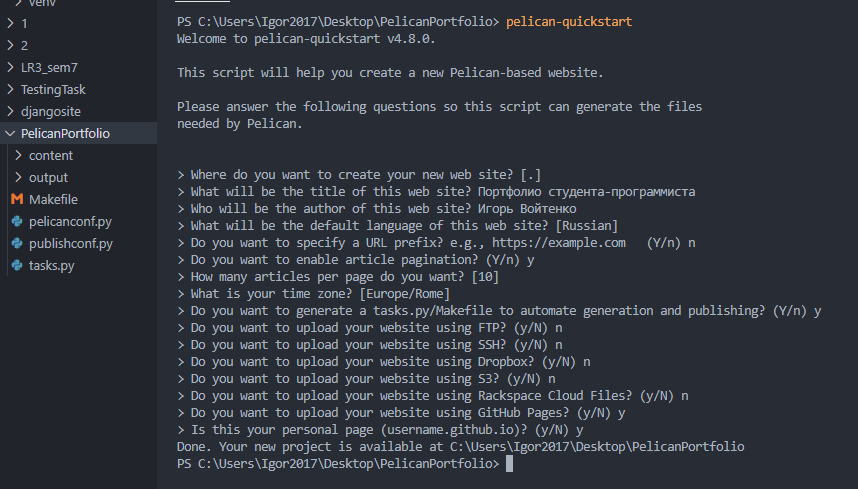 venv
1
2
LR3_sem7
TestingTask
djangosite
PelicanPortfolio
content
output
Makefile
pelicanconf.py
publishconf.py
tasks.py
PS C:\Users\Igor2017\Desktop\PelicanPortfolio> pelican-quickstart
Welcome to pelican-quickstart v4.8.0.
This script will help you create a new Pelican-based website.
Please answer the following questions so this script can generate the files
needed by Pelican.
> Where do you want to create your new web site? [.]
> What will be the title of this web site? Портфолио студента-программиста
> Who will be the author of this web site? Игорь Войтенко
> What will be the default language of this web site? [Russian]
> Do you want to specify a URL prefix? e.g., https://example.com   (Y/n) n
> Do you want to enable article pagination? (Y/n) y
> How many articles per page do you want? [10]
> What is your time zone? [Europe/Rome]
> Do you want to generate a tasks.py/Makefile to automate generation and publishing? (Y/n) y
> Do you want to upload your website using FTP? (y/N) n
> Do you want to upload your website using SSH? (y/N) n
> Do you want to upload your website using Dropbox? (y/N) n
> Do you want to upload your website using S3? (y/N) n
> Do you want to upload your website using Rackspace Cloud Files? (y/N) n
> Do you want to upload your website using GitHub Pages? (y/N) y
> Is this your personal page (username.github.io)? (y/N) y
Done. Your new project is available at C:\Users\Igor2017\Desktop\PelicanPortfolio
PS C:\Users\Igor2017\Desktop\PelicanPortfolio>